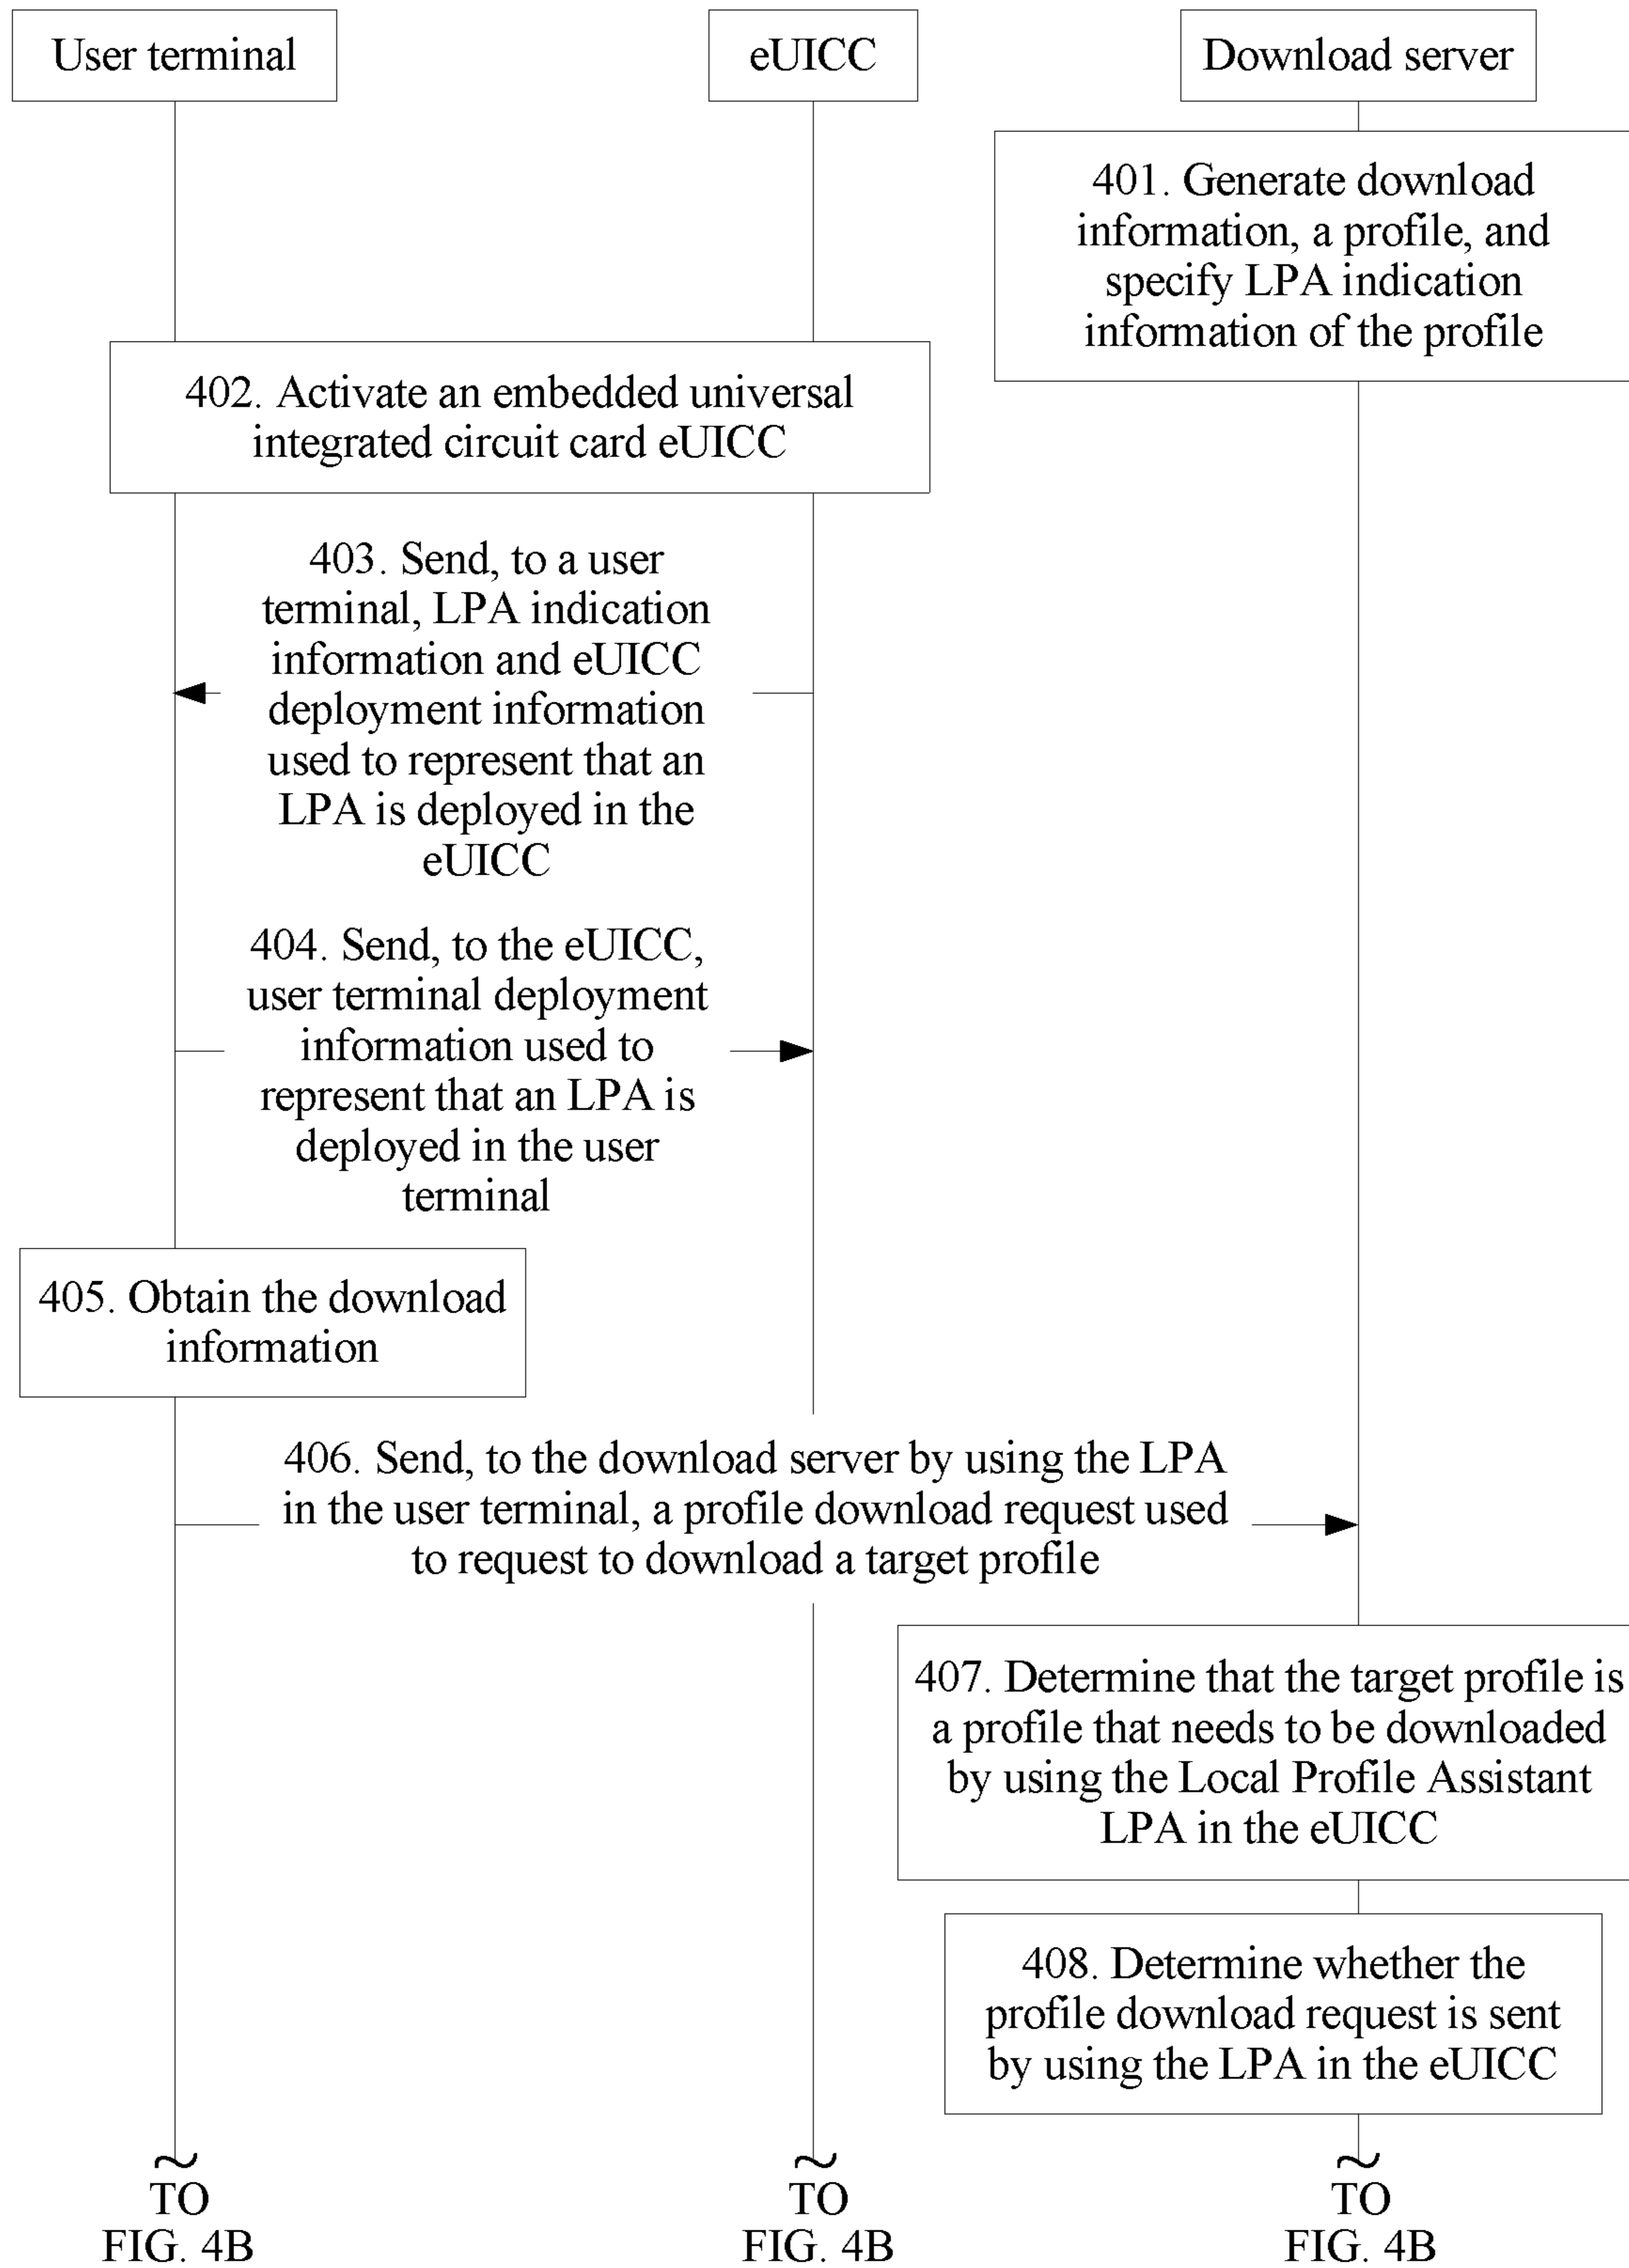 User terminal
eUICC
Download server
401. Generate download
information, a profile, and
specify LPA indication
information of the profile
402. Activate an embedded universal
integrated circuit card eUICC
403. Send, to a user
terminal, LPA indication
information and eUICC
deployment information
used to represent that an
LPA is deployed in the
eUICC
404. Send, to the eUICC,
user terminal deployment
information used to
represent that an LPA is
deployed in the user
terminal
405. Obtain the download
information
406. Send, to the download server by using the LPA
in the user terminal, a profile download request used
to request to download a target profile
407. Determine that the target profile is
a profile that needs to be downloaded
by using the Local Profile Assistant
LPA in the eUICC
408. Determine whether the
profile download request is sent
by using the LPA in the eUICC
TO
FIG. 4B
TO
FIG. 4B
TO
FIG. 4B